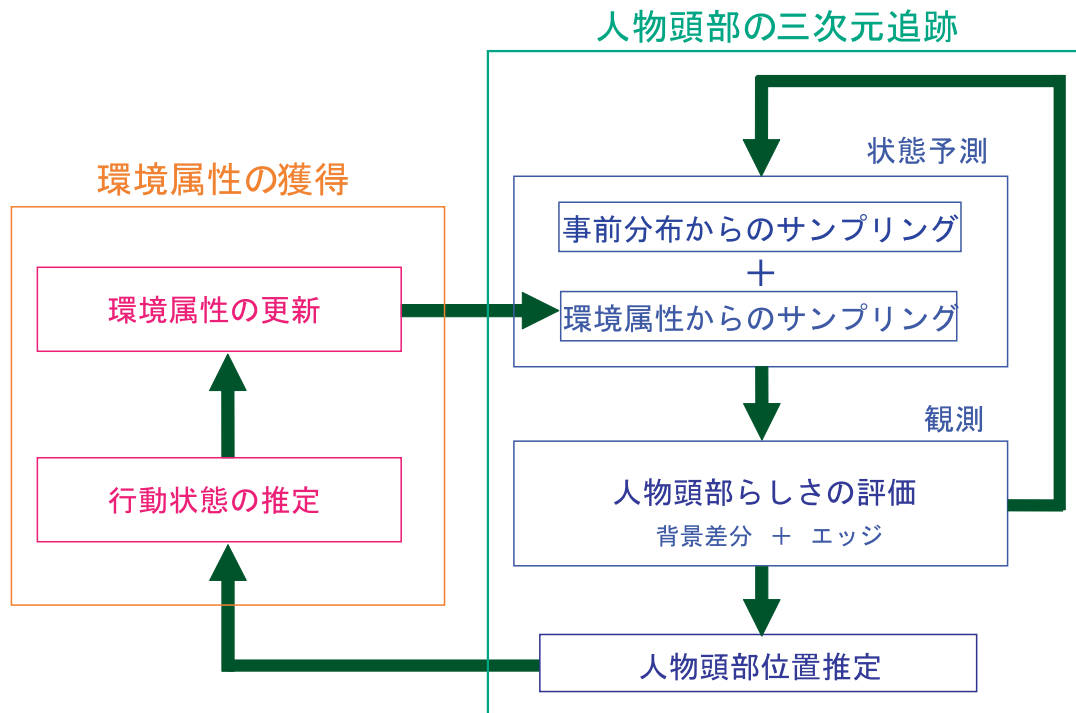 人物頭部の三次元追跡
環境属性の獲得
状態予測
事前分布からのサンプリング
+
環境属性からのサンプリング
環境属性の更新
観測
人物頭部らしさの評価
背景差分 + エッジ
行動状態の推定
人物頭部位置推定